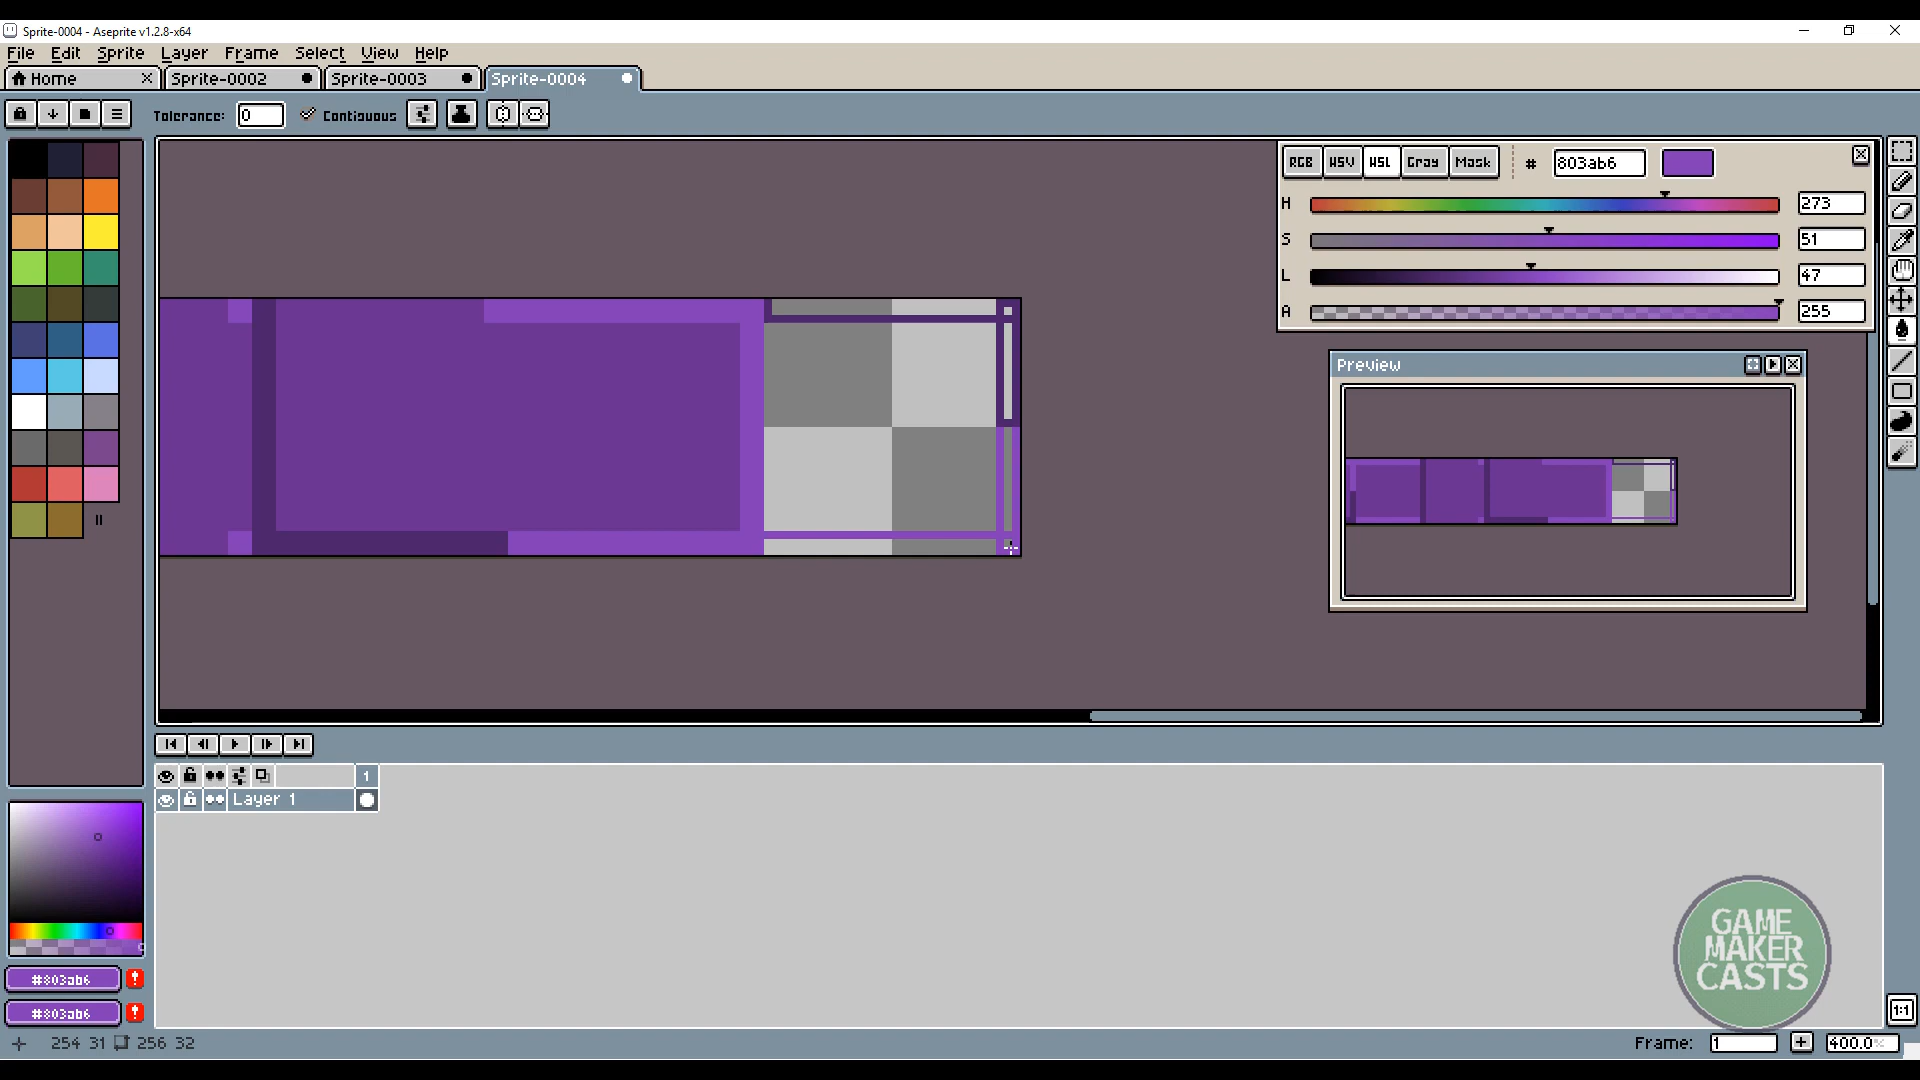 Sprite-0004 - Aseprite v1.2.8-x64
File Edit Sprite Layer Frame Select View Help
Home Sprite-0002 Sprite-0003 Sprite-0004
Tolerance: 0 Contiguous
RGB HSV HSL Gray Mask # 803ab6
H 273
S 51
L 47
A 255
Preview
1
Layer 1
#803ab6
#803ab6
GAME
MAKER
CASTS
1:1
254 31 256 32
Frame: 1 400.0%